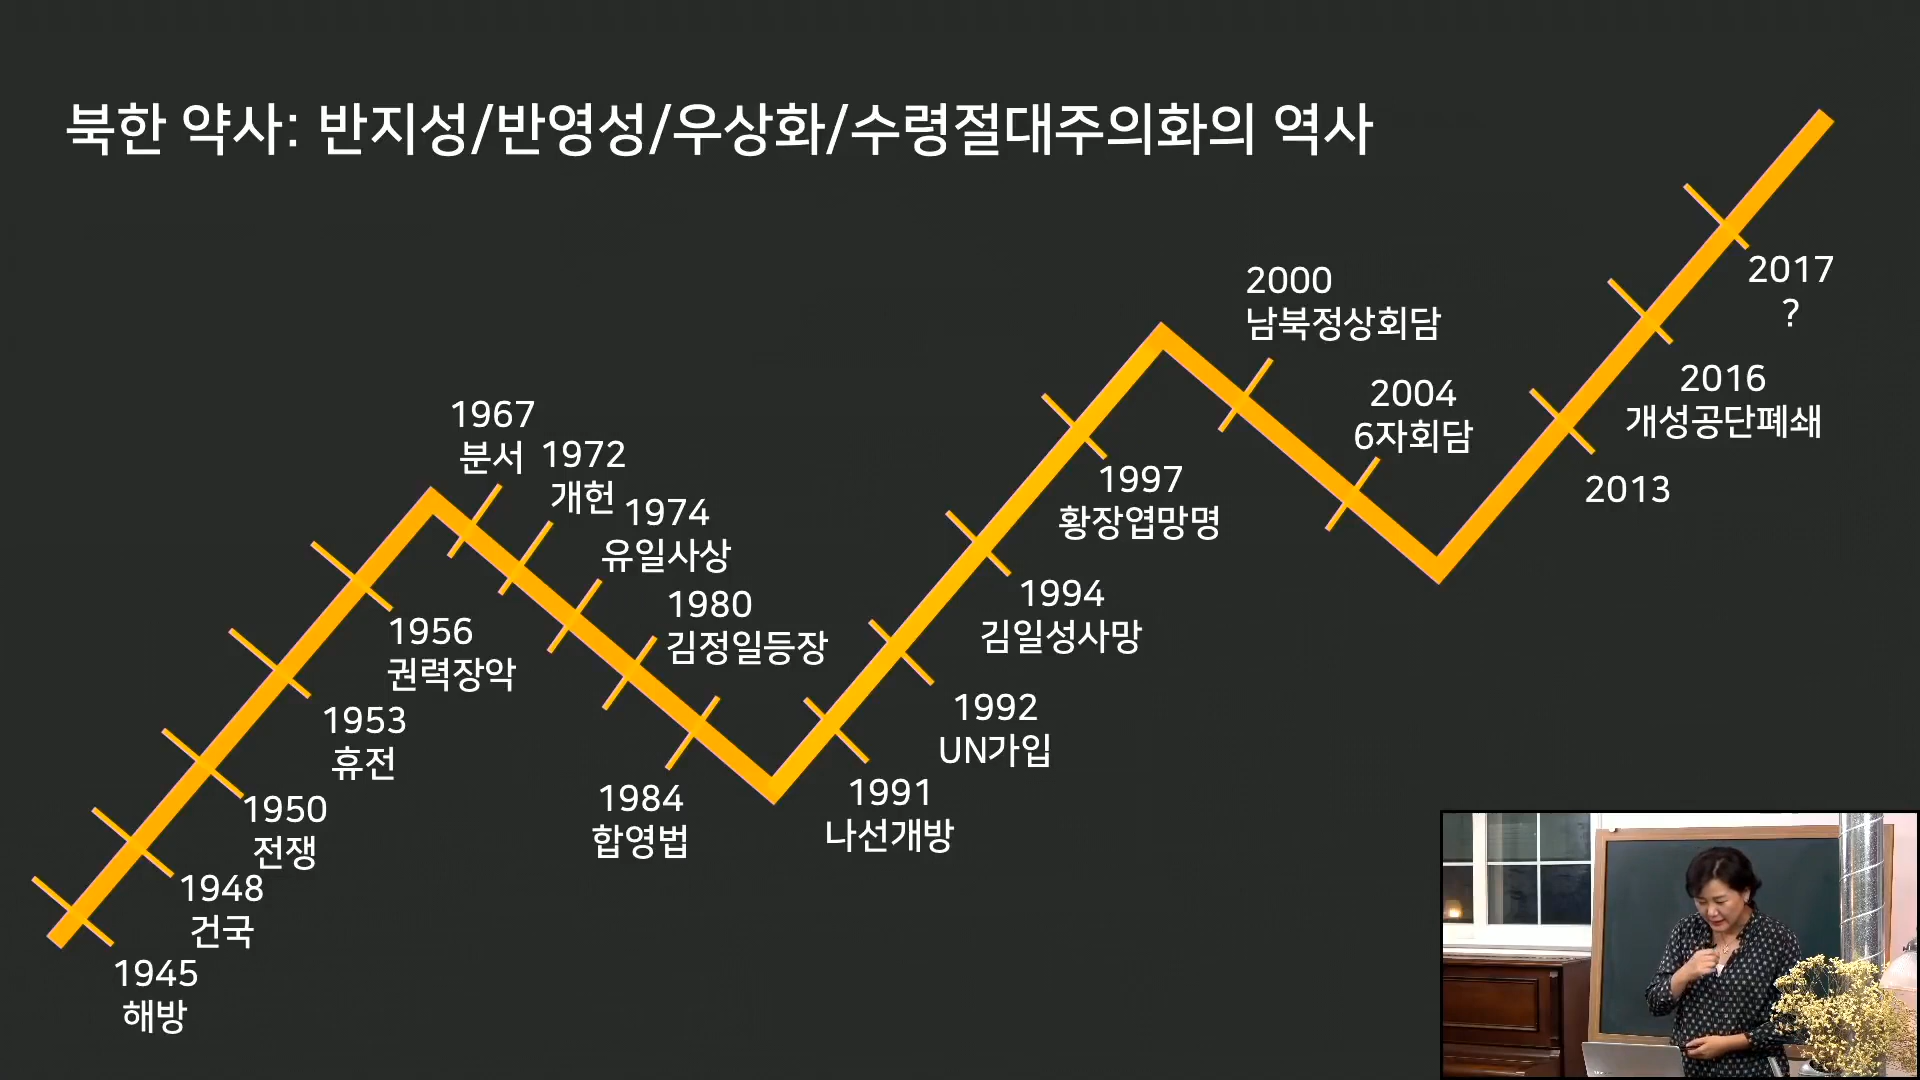 북한 약사: 반지성/반영성/우상화/수령절대주의화의 역사
1945
해방
1948
건국
1950
전쟁
1953
휴전
1956
권력장악
1967
분서
1972
개헌
1974
유일사상
1980
김정일등장
1984
합영법
1991
나선개방
1992
UN가입
1994
김일성사망
1997
황장엽망명
2000
남북정상회담
2004
6자회담
2013
2016
개성공단폐쇄
2017
?